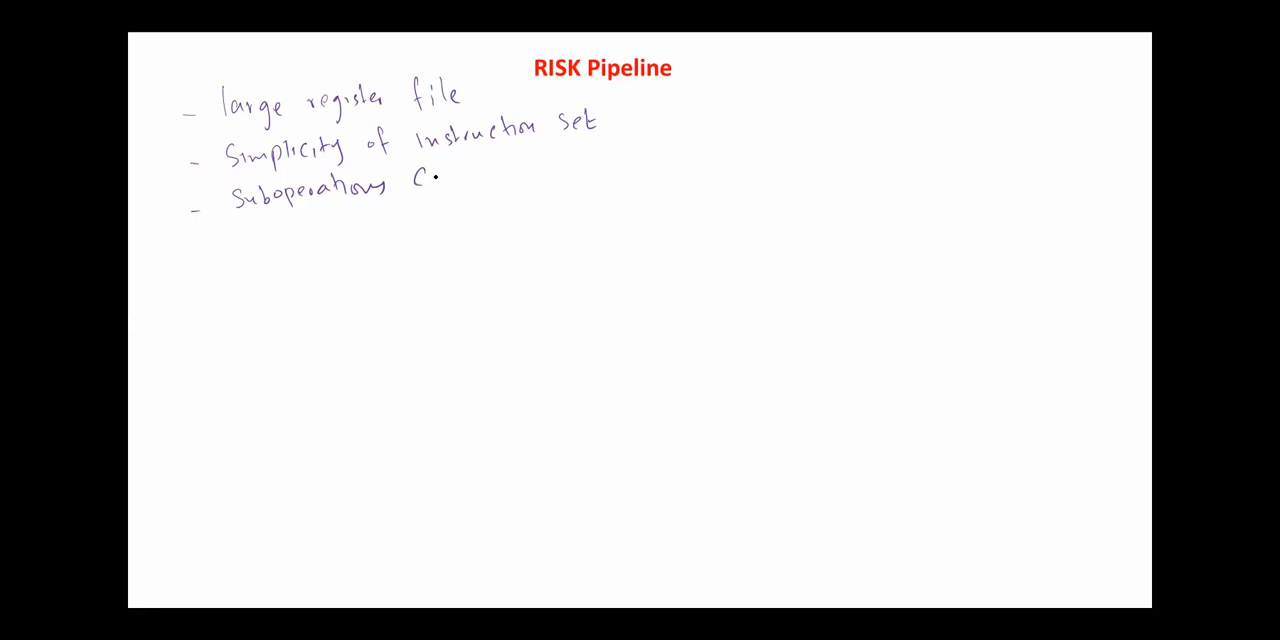 RISK Pipeline
- large register file
- Simplicity of instruction set
- Suboperations C